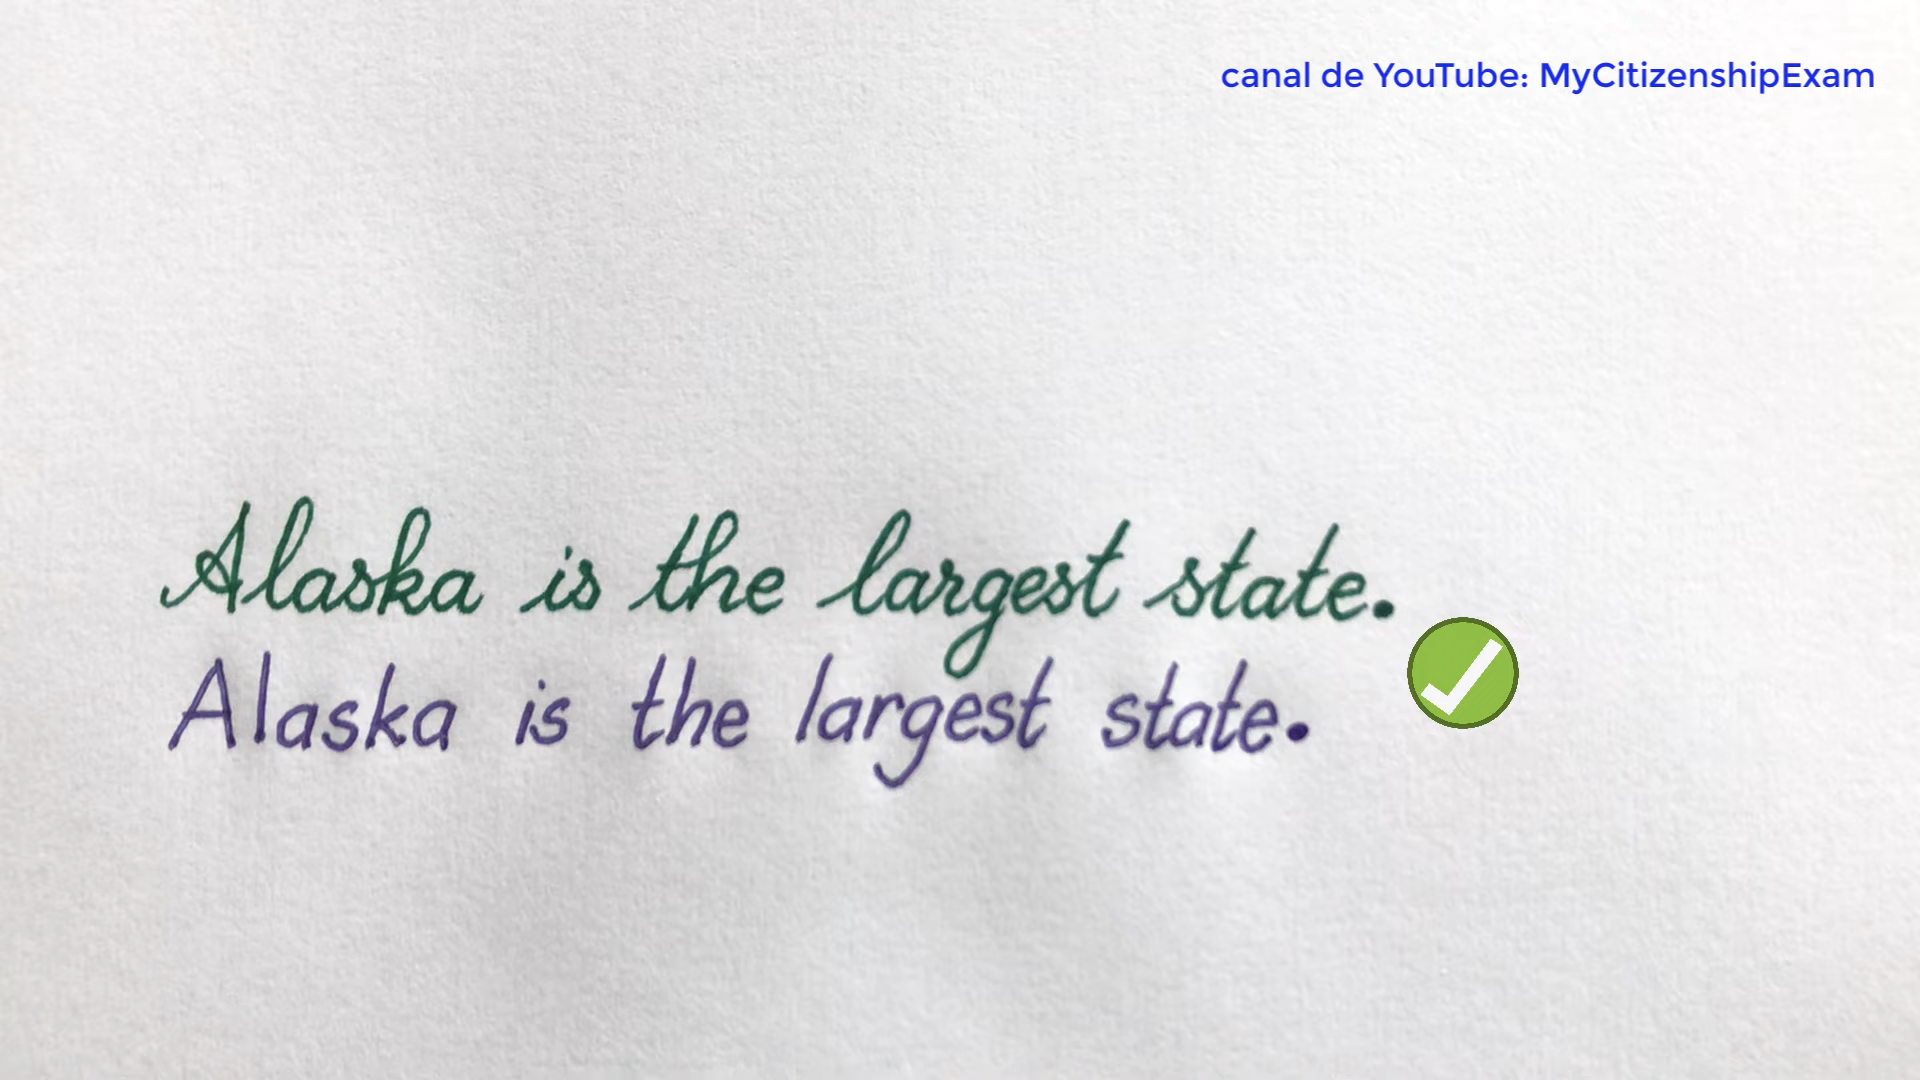 canal de YouTube: MyCitizenshipExam
Alaska is the largest state.
Alaska is the largest state.